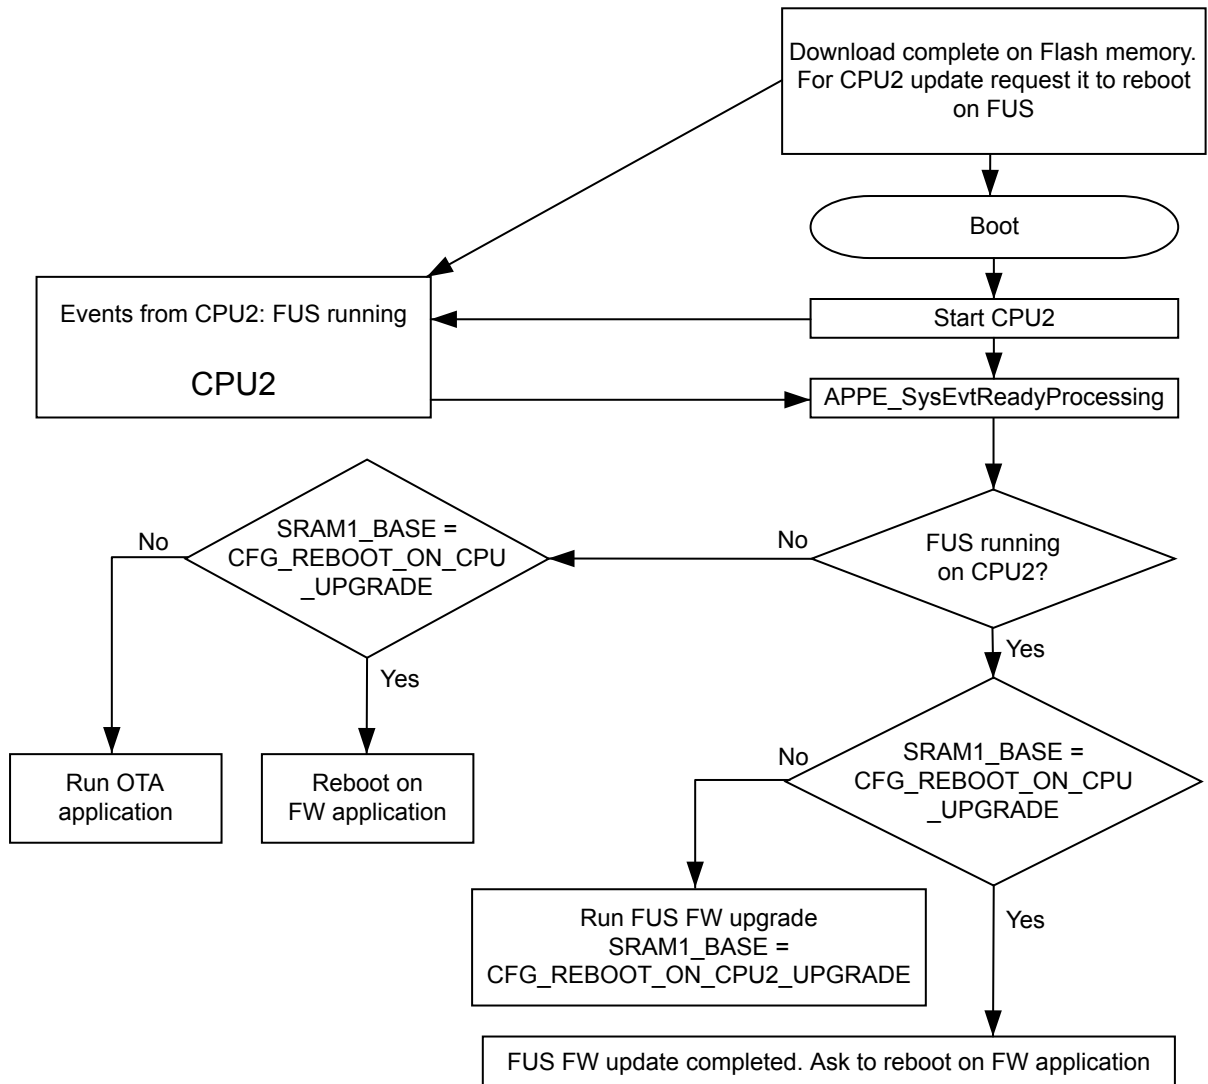 Download complete on Flash memory.
For CPU2 update request it to reboot
on FUS
Boot
Events from CPU2: FUS running
CPU2
Start CPU2
APPE_SysEvtReadyProcessing
FUS running
on CPU2?
No
Yes
SRAM1_BASE =
CFG_REBOOT_ON_CPU
_UPGRADE
No
Yes
Run OTA
application
Reboot on
FW application
SRAM1_BASE =
CFG_REBOOT_ON_CPU
_UPGRADE
No
Yes
Run FUS FW upgrade
SRAM1_BASE =
CFG_REBOOT_ON_CPU2_UPGRADE
FUS FW update completed. Ask to reboot on FW application